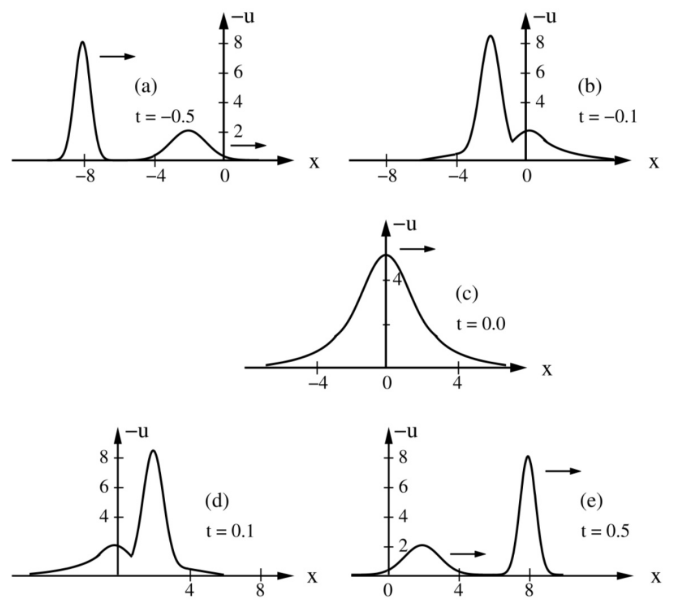 –u
8
6
4
2
(a)
t = –0.5
–8
–4
0
x
–u
8
6
4
(b)
t = –0.1
–8
–4
0
x
–u
4
(c)
t = 0.0
–4
0
4
x
–u
8
6
4
(d)
t = 0.1
4
8
x
–u
8
6
4
2
(e)
t = 0.5
0
4
8
x